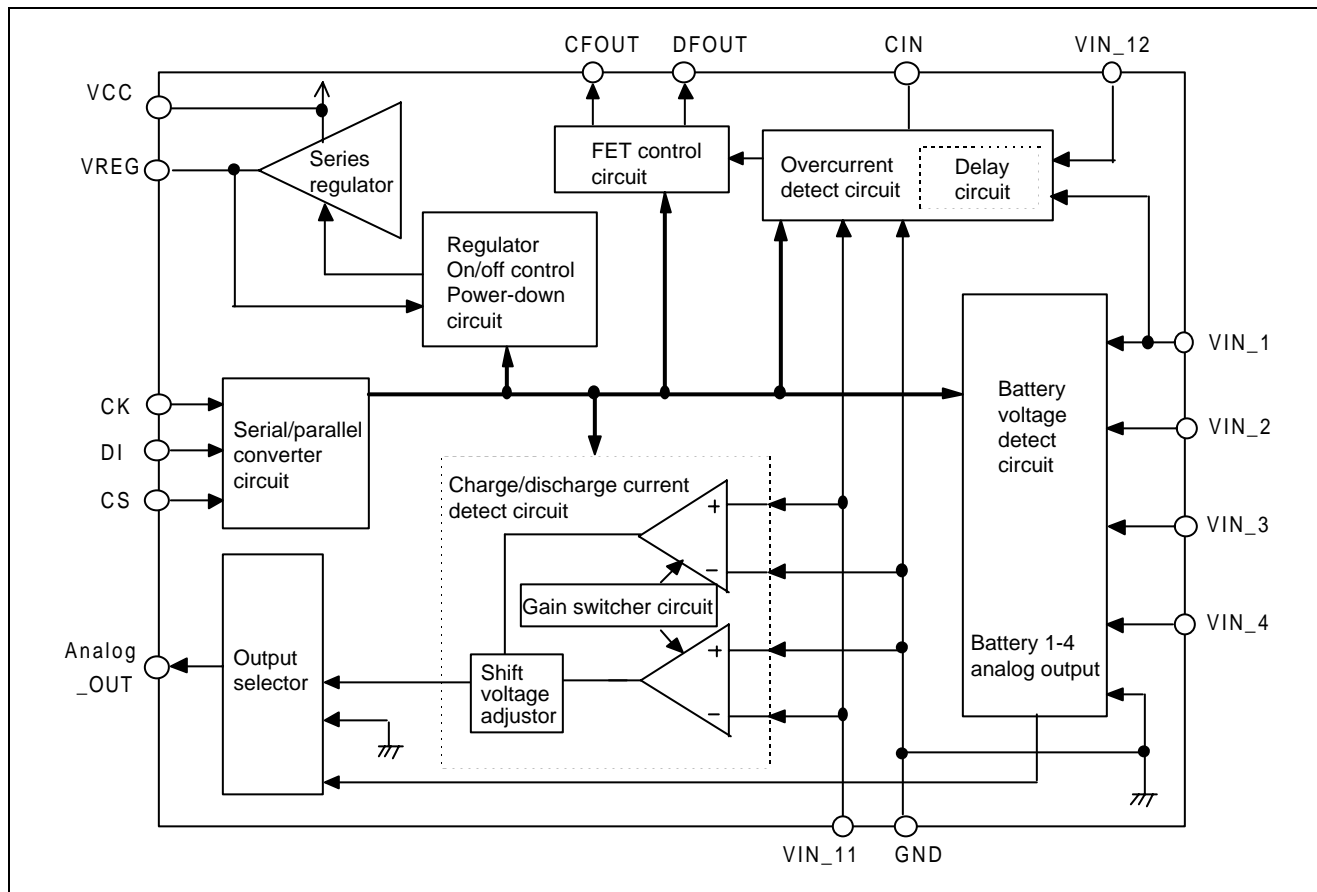 CFOUT DFOUT CIN VIN_12
VCC
VREG
Series
regulator
FET control
circuit
Overcurrent
detect circuit
Delay
circuit
Regulator
On/off control
Power-down
circuit
VIN_1
VIN_2
VIN_3
VIN_4
Battery
voltage
detect
circuit
Battery 1-4
analog output
CK
DI
CS
Serial/parallel
converter
circuit
Charge/discharge current
detect circuit
+
−
Gain switcher circuit
+
−
Shift
voltage
adjustor
Output
selector
Analog
_OUT
VIN_11 GND